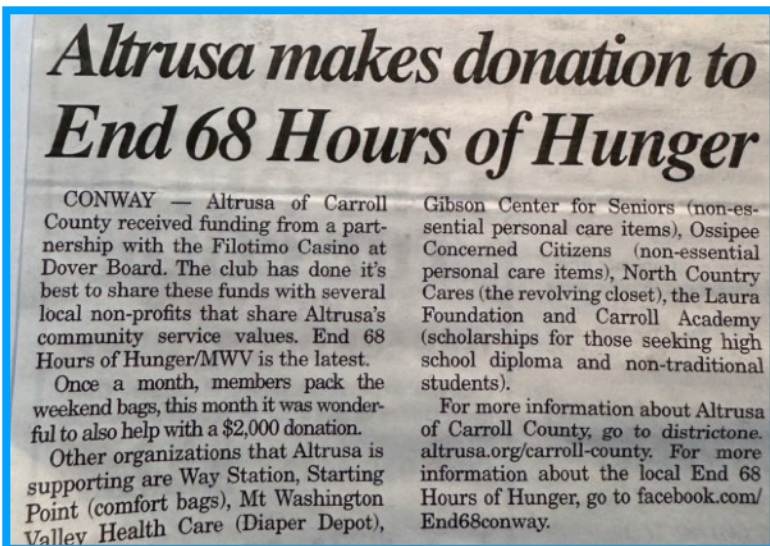 Altrusa makes donation to
End 68 Hours of Hunger
CONWAY — Altrusa of Carroll
County received funding from a part-
nership with the Filotimo Casino at
Dover Board. The club has done it's
best to share these funds with several
local non-profits that share Altrusa's
community service values. End 68
Hours of Hunger/MWV is the latest.
Once a month, members pack the
weekend bags, this month it was wonder-
ful to also help with a $2,000 donation.
Other organizations that Altrusa is
supporting are Way Station, Starting
Point (comfort bags), Mt Washington
Valley Health Care (Diaper Depot),
Gibson Center for Seniors (non-es-
sential personal care items), Ossipee
Concerned Citizens (non-essential
personal care items), North Country
Cares (the revolving closet), the Laura
Foundation and Carroll Academy
(scholarships for those seeking high
school diploma and non-traditional
students).
For more information about Altrusa
of Carroll County, go to districtone.
altrusa.org/carroll-county. For more
information about the local End 68
Hours of Hunger, go to facebook.com/
End68conway.